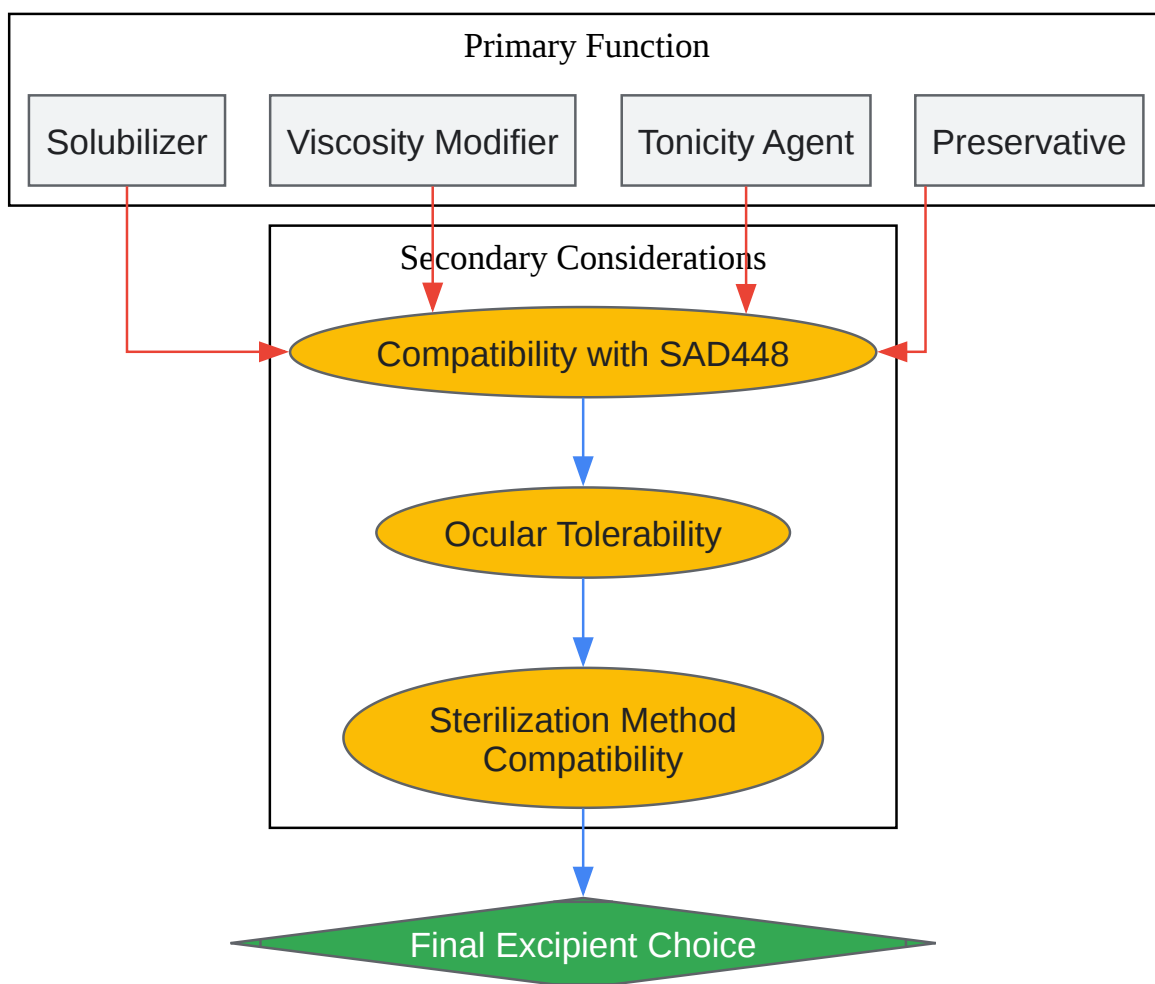 Primary Function
Solubilizer
Viscosity Modifier
Tonicity Agent
Preservative
Secondary Considerations
Compatibility with SAD448
Ocular Tolerability
Sterilization Method
Compatibility
Final Excipient Choice